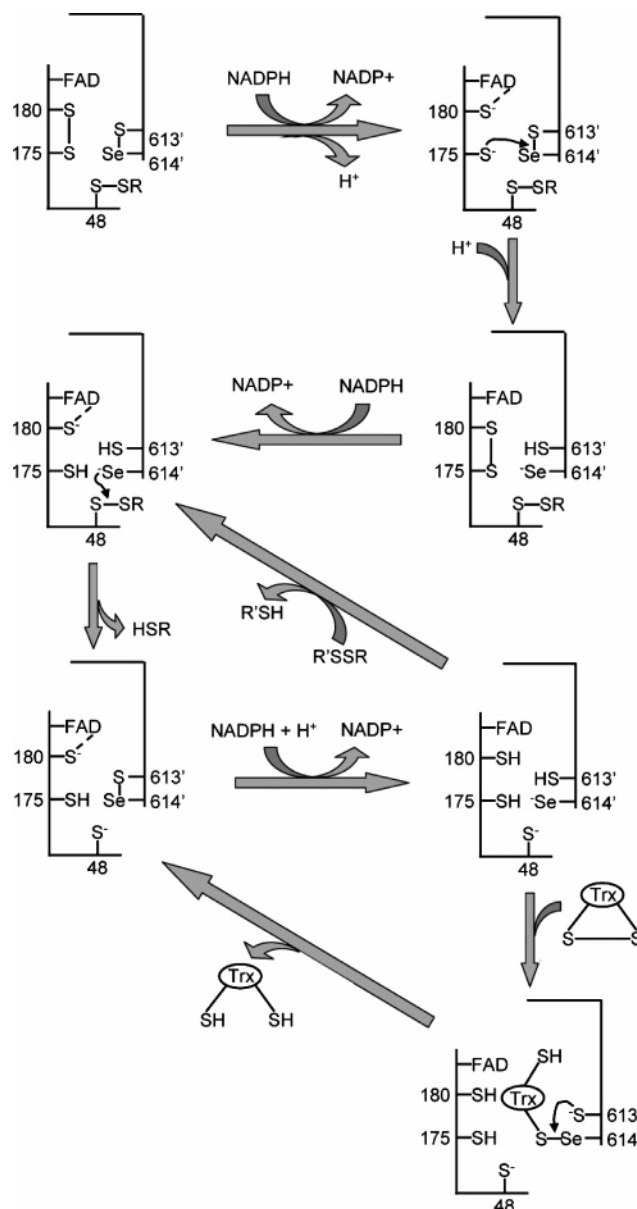 FAD
180 S
S 613'
175 S Se 614'
S SR
48
NADPH NADP+
H+
FAD
180 S-
S 613'
175 S- Se 614'
S SR
48
H+
FAD
180 S-
HS 613'
175 SH -Se 614'
S SR
48
NADP+ NADPH
FAD
180 S
HS 613'
175 S -Se 614'
S SR
48
HSR
R'SH
R'SSR
FAD
180 S-
S 613'
175 SH Se 614'
S-
48
NADPH + H+ NADP+
FAD
180 SH
HS 613'
175 SH -Se 614'
S-
48
Trx
S S
Trx
SH SH
SH
FAD
180 SH Trx
-S 613
175 SH S Se 614
S-
48